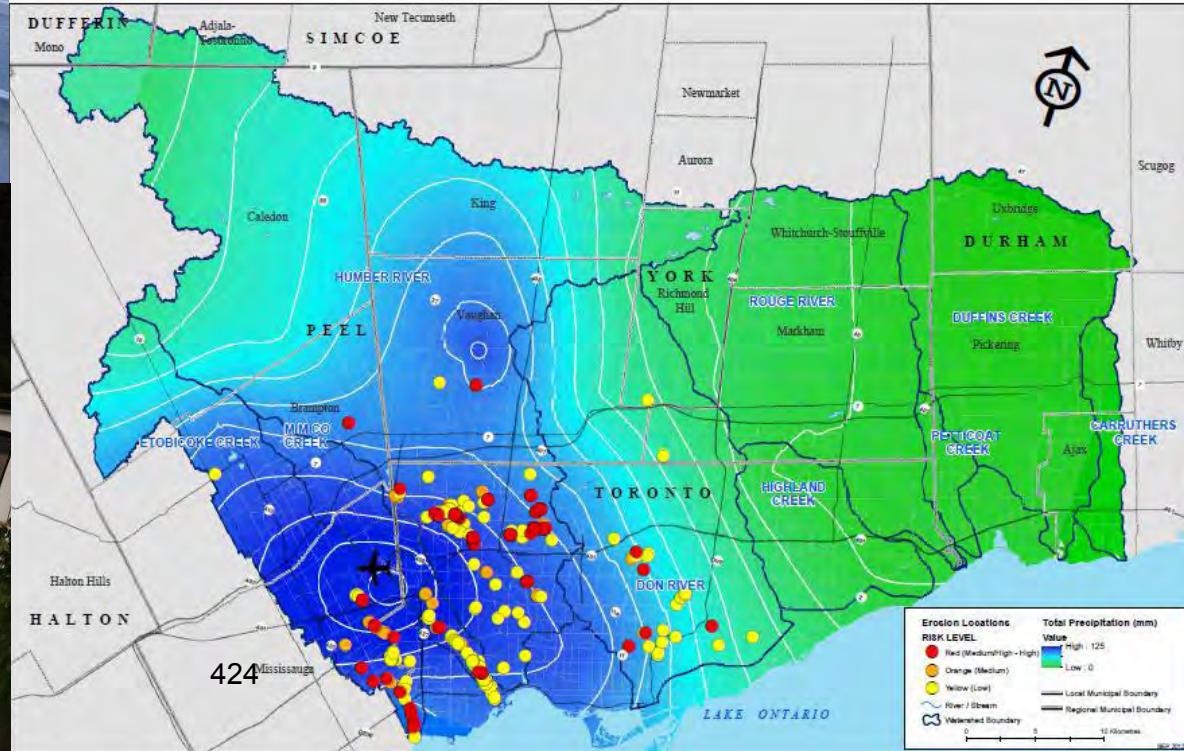 DUFFERIN
Mono
Adjala-
Tosorontio
SIMCOE
New Tecumseth
Newmarket
Aurora
Scugog
N
Caledon
King
Whitchurch-Stouffville
Uxbridge
DURHAM
HUMBER RIVER
YORK
Richmond
Hill
ROUGE RIVER
PEEL
Vaughan
Markham
DUFFINS CREEK
Pickering
Whitby
Brampton
ETOBICOKE CREEK
MIMICO
CREEK
PETTICOAT
CREEK
CARRUTHERS
CREEK
Ajax
TORONTO
HIGHLAND
CREEK
Halton Hills
HALTON
DON RIVER
424
Mississauga
LAKE ONTARIO
Erosion Locations
RISK LEVEL
Red (Medium/High - High)
Orange (Medium)
Yellow (Low)
River / Stream
Watershed Boundary
Total Precipitation (mm)
Value
High : 125
Low : 0
Local Municipal Boundary
Regional Municipal Boundary
0 5 10 Kilometres